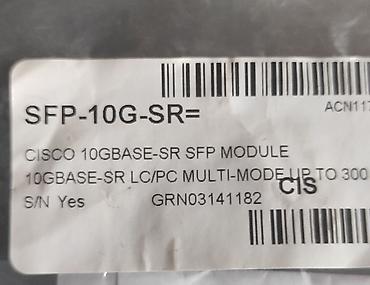 SFP-10G-SR=
ACN117
CISCO 10GBASE-SR SFP MODULE
10GBASE-SR LC/PC MULTI-MODE UP TO 300
CIS
S/N Yes GRN03141182